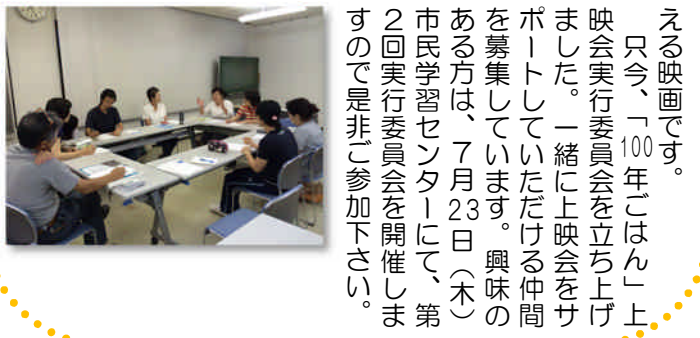 える映画です。
　只今、「100年ごはん」上
映会実行委員会を立ち上げ
ました。一緒に上映会をサ
ポートしていただける仲間
を募集しています。興味の
ある方は、７月23日（木）
市民学習センターにて、第
２回実行委員会を開催しま
すので是非ご参加下さい。